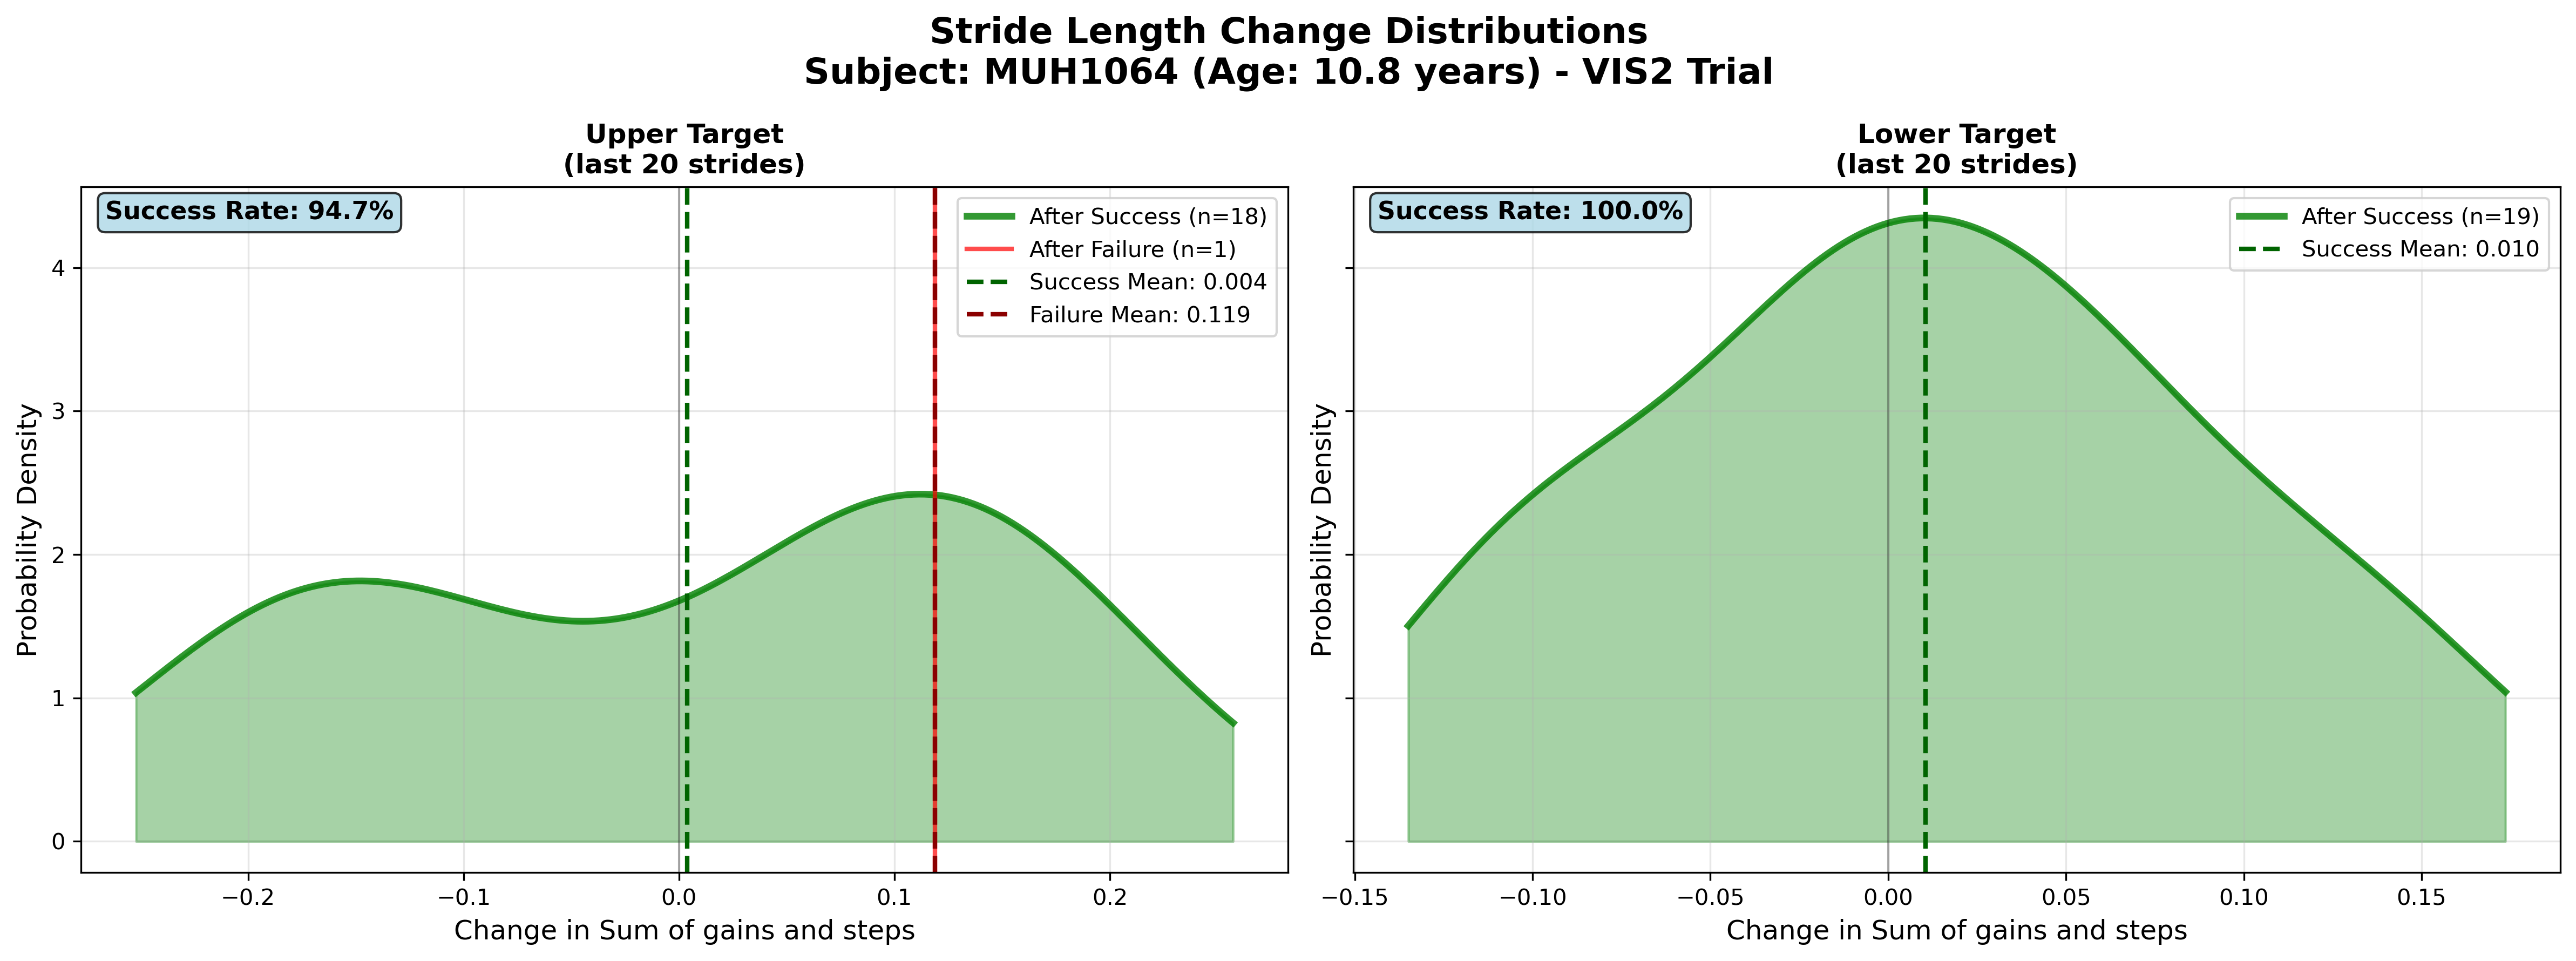 Stride Length Change Distributions
Subject: MUH1064 (Age: 10.8 years) - VIS2 Trial
Upper Target
(last 20 strides)
Success Rate: 94.7%
After Success (n=18)
After Failure (n=1)
Success Mean: 0.004
Failure Mean: 0.119
Probability Density
4
3
2
1
0
−0.2
−0.1
0.0
0.1
0.2
Change in Sum of gains and steps
Lower Target
(last 20 strides)
Success Rate: 100.0%
After Success (n=19)
Success Mean: 0.010
Probability Density
−0.15
−0.10
−0.05
0.00
0.05
0.10
0.15
Change in Sum of gains and steps